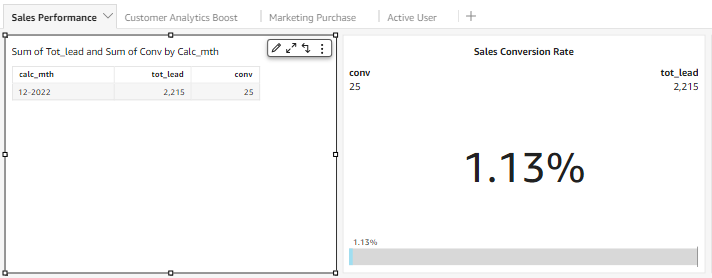 Sales Performance Customer Analytics Boost Marketing Purchase Active User
Sum of Tot_lead and Sum of Conv by Calc_mth
calc_mth tot_lead conv
12-2022 2,215 25
Sales Conversion Rate
conv tot_lead
25 2,215
1.13%
1.13%